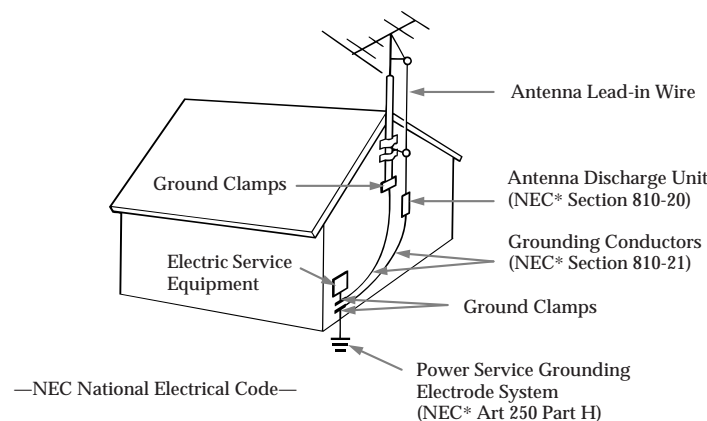 Antenna Lead-in Wire
Ground Clamps
Antenna Discharge Unit
(NEC* Section 810-20)
Grounding Conductors
(NEC* Section 810-21)
Electric Service
Equipment
Ground Clamps
Power Service Grounding
Electrode System
(NEC* Art 250 Part H)
—NEC National Electrical Code—